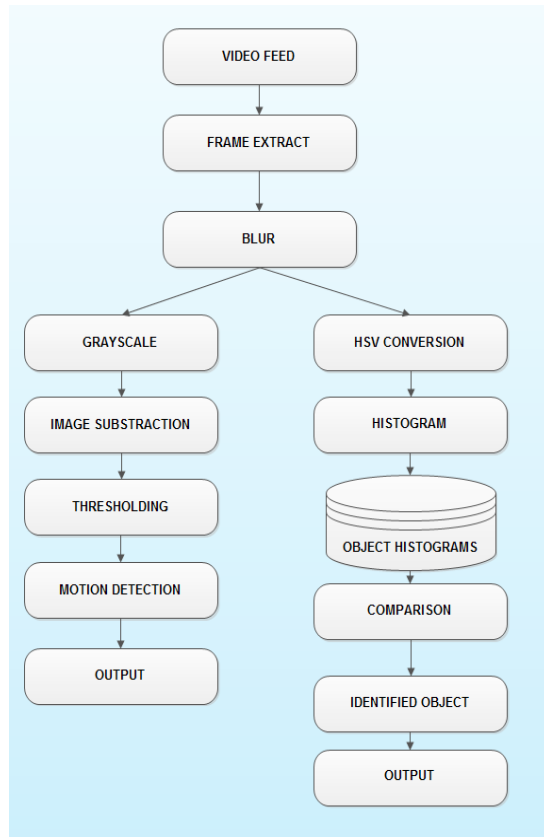 VIDEO FEED
FRAME EXTRACT
BLUR
GRAYSCALE
IMAGE SUBSTRACTION
THRESHOLDING
MOTION DETECTION
OUTPUT
HSV CONVERSION
HISTOGRAM
OBJECT HISTOGRAMS
COMPARISON
IDENTIFIED OBJECT
OUTPUT